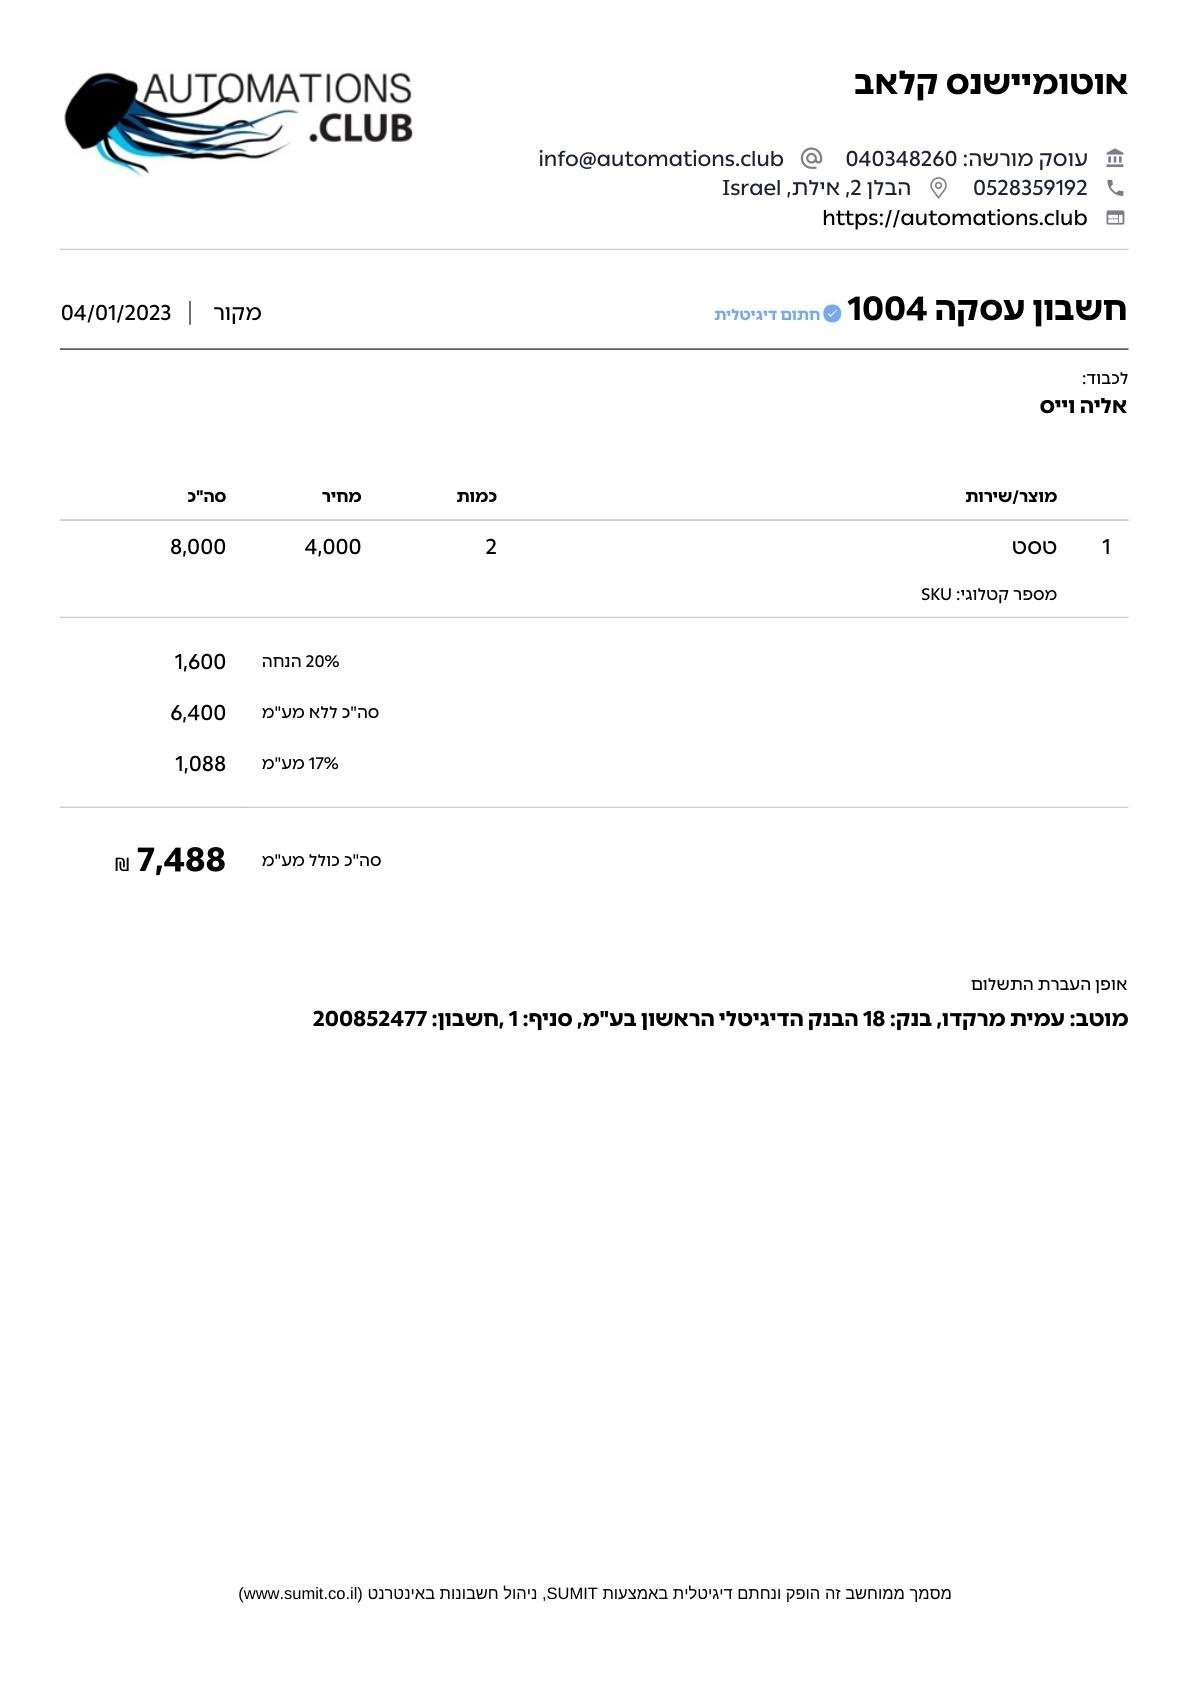 אוטומיישנס קלאב
AUTOMATIONS
.CLUB
עוסק מורשה: 040348260 info@automations.club
0528359192 הבלן 2, אילת, Israel
https://automations.club
חשבון עסקה 1004 חתום דיגיטלית מקור | 04/01/2023
לכבוד:
אליה וייס
מוצר/שירות כמות מחיר סה"כ
1 טסט 2 4,000 8,000
מספר קטלוגי: SKU
20% הנחה 1,600
סה"כ ללא מע"מ 6,400
17% מע"מ 1,088
סה"כ כולל מע"מ 7,488 ₪
אופן העברת התשלום
מוטב: עמית מרקדו, בנק: 18 הבנק הדיגיטלי הראשון בע"מ, סניף: 1 ,חשבון: 200852477
מסמך ממוחשב זה הופק ונחתם דיגיטלית באמצעות SUMIT, ניהול חשבונות באינטרנט (www.sumit.co.il)